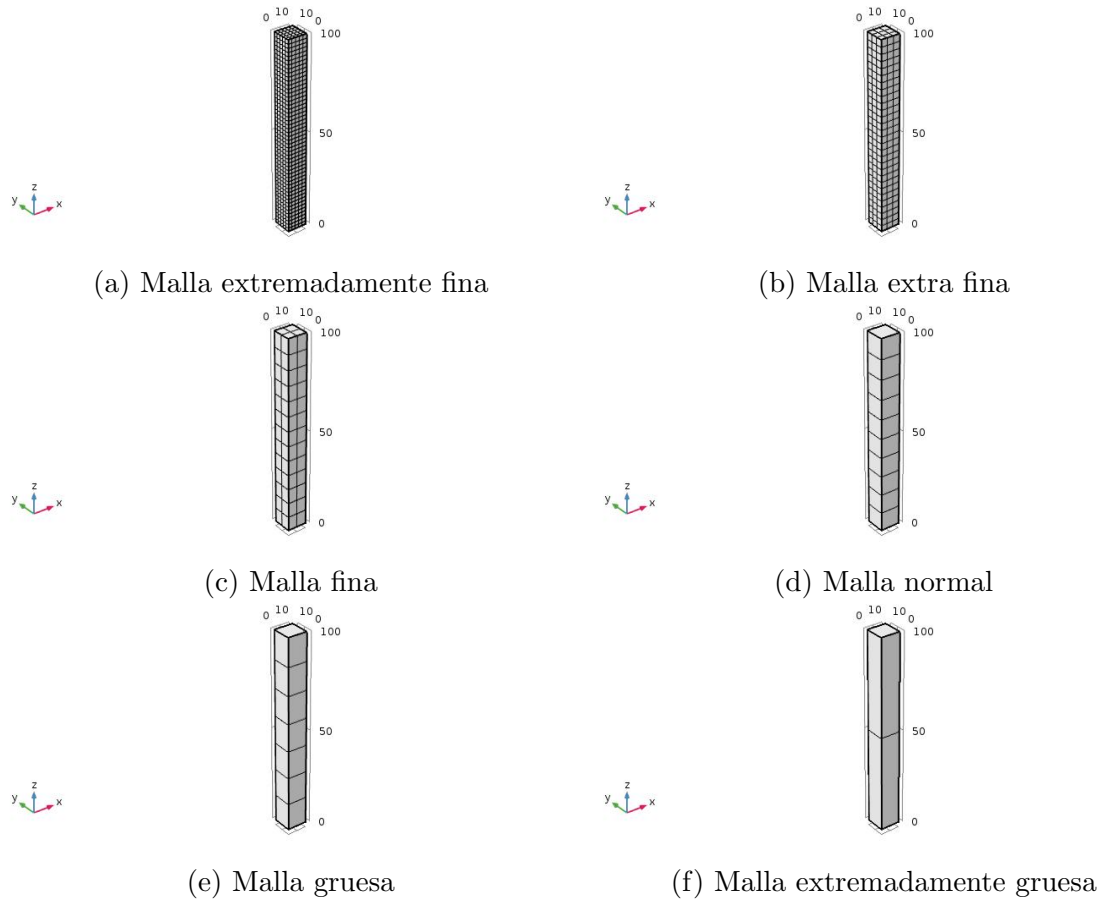 0 10 10 0
100
50
z
y x
0
(a) Malla extremadamente fina
0 10 10 0
100
50
z
y x
0
(b) Malla extra fina
0 10 10 0
100
50
z
y x
0
(c) Malla fina
0 10 10 0
100
50
z
y x
0
(d) Malla normal
0 10 10 0
100
50
z
y x
0
(e) Malla gruesa
0 10 10 0
100
50
z
y x
0
(f) Malla extremadamente gruesa